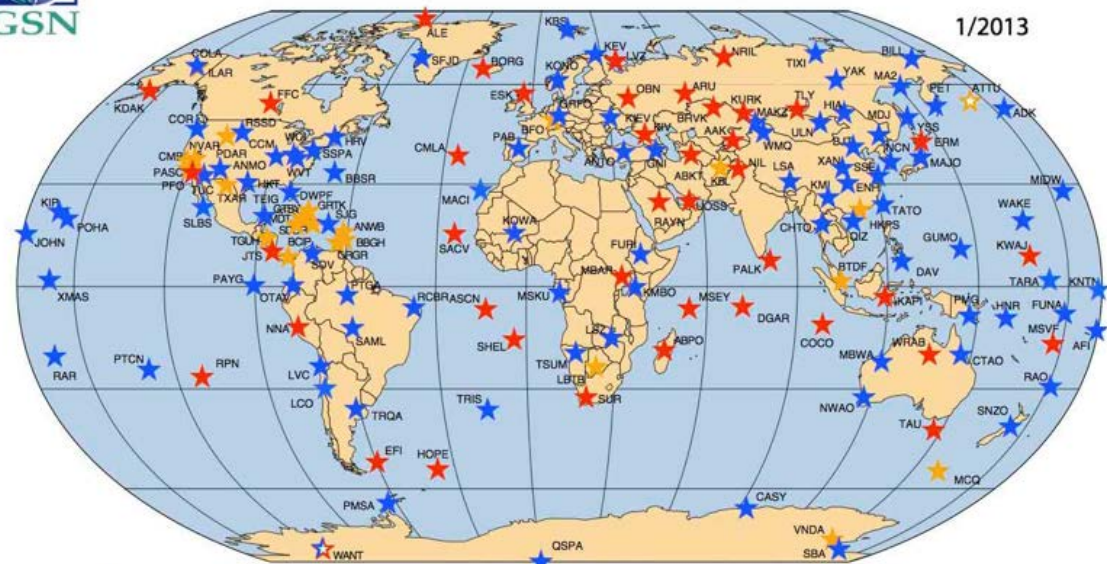 GSN
1/2013
KBS
ALE
COLA
ILAR
SFJD
BORG
KEV
LVZ
NRIL
TIXI
BILL
KONO
YAK
MA2
KDAK
FFC
ESK
OBN
ARU
TLY
PET
ATTU
ADK
COR
RSSD
GRFO
BFO
KIEV
KIV
BRVK
KURK
MAKZ
HIA
MDJ
YSS
ERM
NVAR
CMB
PDAR
CCM
WCI
SSPA
HRV
CMLA
PAB
ANTO
GNI
AAK
WMQ
ULN
BJT
INCN
MAJO
PASC
PFO
TUC
ANMO
WVT
HKT
BBSR
ABKT
NIL
KBL
LSA
XAN
SSE
ENH
KMI
TXAR
TEIG
DWPF
MACI
RAYN
UOSS
MIDW
KIP
POHA
JOHN
SLBS
GTBY
MTDJ
SDDR
GRTK
SJG
ANWB
BBGH
GRGR
SACV
KOWA
FURI
CHTO
QIZ
HKPS
TATO
WAKE
GUMO
KWAJ
TGUH
JTS
BCIP
SDV
MBAR
PALK
BTDF
DAV
TARA
KNTN
XMAS
PAYG
OTAV
PTGA
RCBR
ASCN
MSKU
KMBO
MSEY
DGAR
KAPI
PMG
HNR
FUNA
NNA
SAML
SHEL
LSZ
ABPO
COCO
MSVF
AFI
RAR
PTCN
RPN
LVC
TSUM
LBTB
MBWA
WRAB
CTAO
RAO
LCO
TRQA
TRIS
SUR
NWAO
TAU
SNZO
EFI
HOPE
MCQ
PMSA
CASY
VNDA
WANT
QSPA
SBA